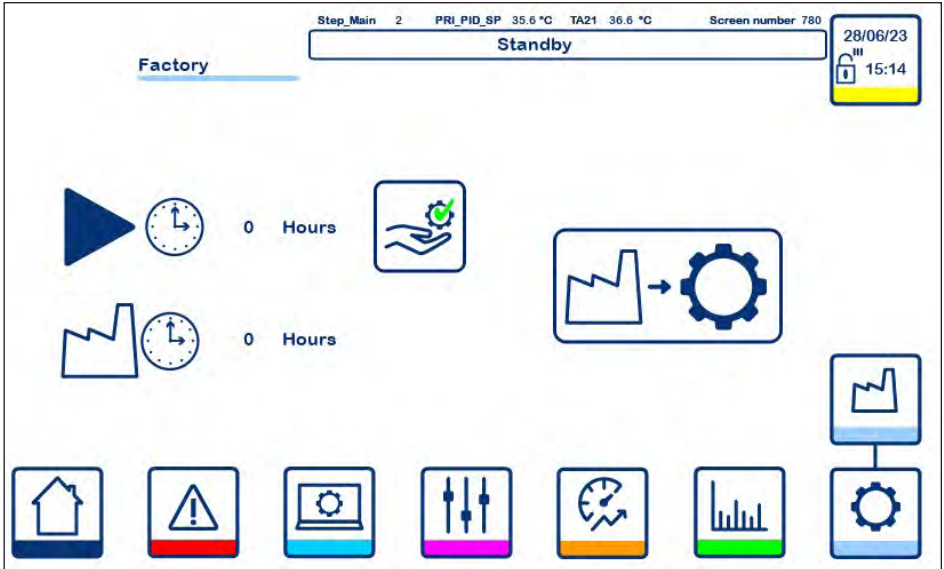 Step_Main 2 PRI_PID_SP 35.6 °C TA21 36.6 °C Screen number 780
Standby
28/06/23
15:14
Factory
0 Hours
0 Hours